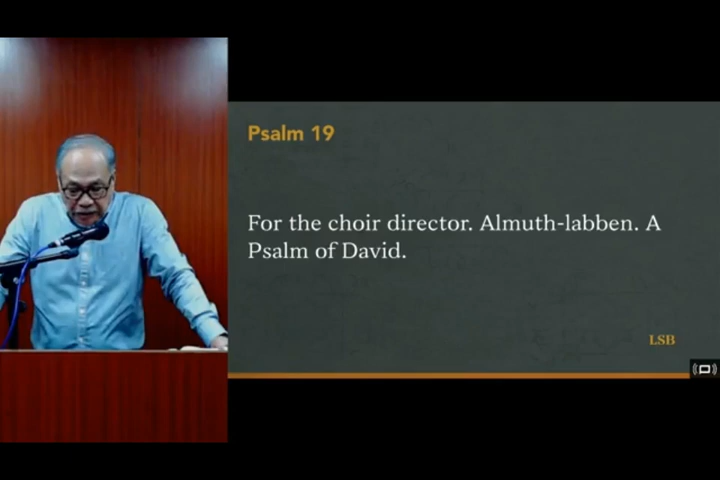 Psalm 19
For the choir director. Almuth-labben. A
Psalm of David.
LSB